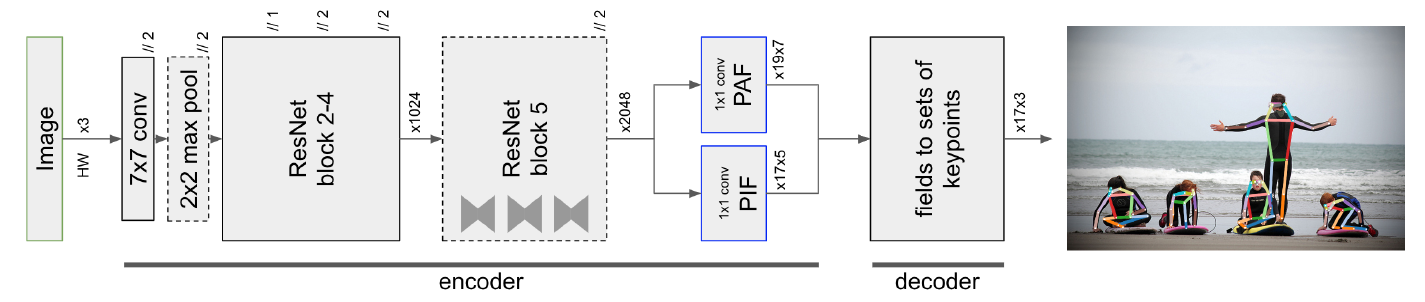 Image
HW
x3
7x7 conv
// 2
2x2 max pool
// 2
ResNet
block 2-4
// 1
// 2
// 2
x1024
ResNet
block 5
// 2
x2048
1x1 conv
PAF
x19x7
1x1 conv
PIF
x17x5
fields to sets of
keypoints
x17x3
encoder
decoder